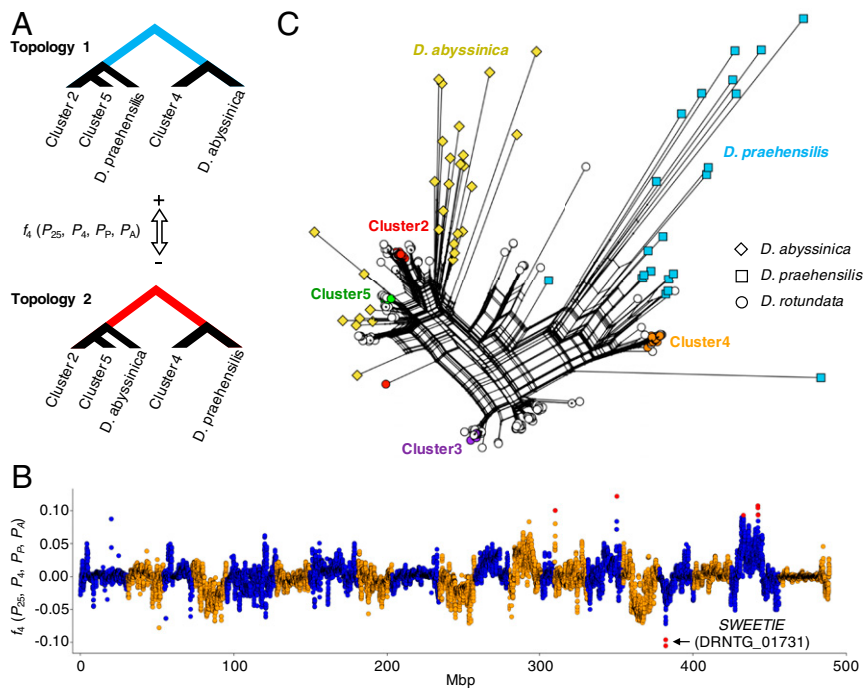 A
Topology 1
Cluster 2
Cluster 5
D. praehensilis
Cluster 4
D. abyssinica
+
f4 (P25, P4, PP, PA)
-
Topology 2
Cluster 2
Cluster 5
D. abyssinica
Cluster 4
D. praehensilis
C
D. abyssinica
D. praehensilis
Cluster2
Cluster5
Cluster4
Cluster3
D. abyssinica
D. praehensilis
D. rotundata
B
f4 (P25, P4, PP, PA)
0.10
0.05
0.00
-0.05
-0.10
SWEETIE
(DRNTG_01731)
0
100
200
300
400
500
Mbp